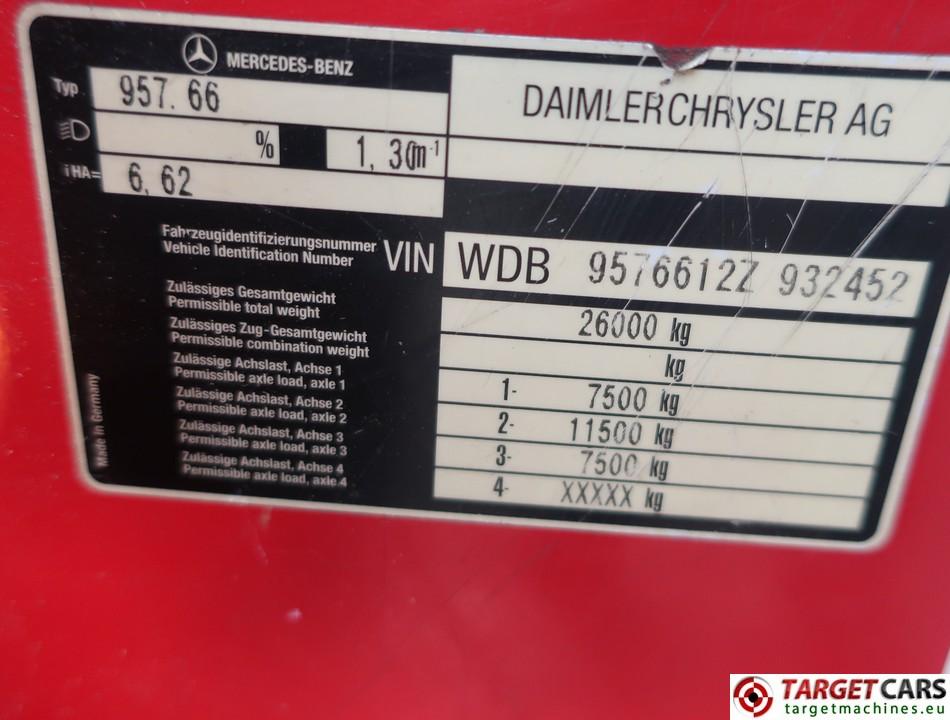 MERCEDES-BENZ
Typ 957. 66
DAIMLERCHRYSLER AG
% 1, 30m⁻¹
iHA= 6, 62
Fahrzeugidentifizierungsnummer
Vehicle Identification Number
VIN WDB 9576612Z 932452
Zulässiges Gesamtgewicht
Permissible total weight
26000 kg
Zulässiges Zug-Gesamtgewicht
Permissible combination weight
kg
Zulässige Achslast, Achse 1
Permissible axle load, axle 1
1- 7500 kg
Zulässige Achslast, Achse 2
Permissible axle load, axle 2
2- 11500 kg
Zulässige Achslast, Achse 3
Permissible axle load, axle 3
3- 7500 kg
Zulässige Achslast, Achse 4
Permissible axle load, axle 4
4- XXXXX kg
Made in Germany
TARGETCARS
targetmachines.eu